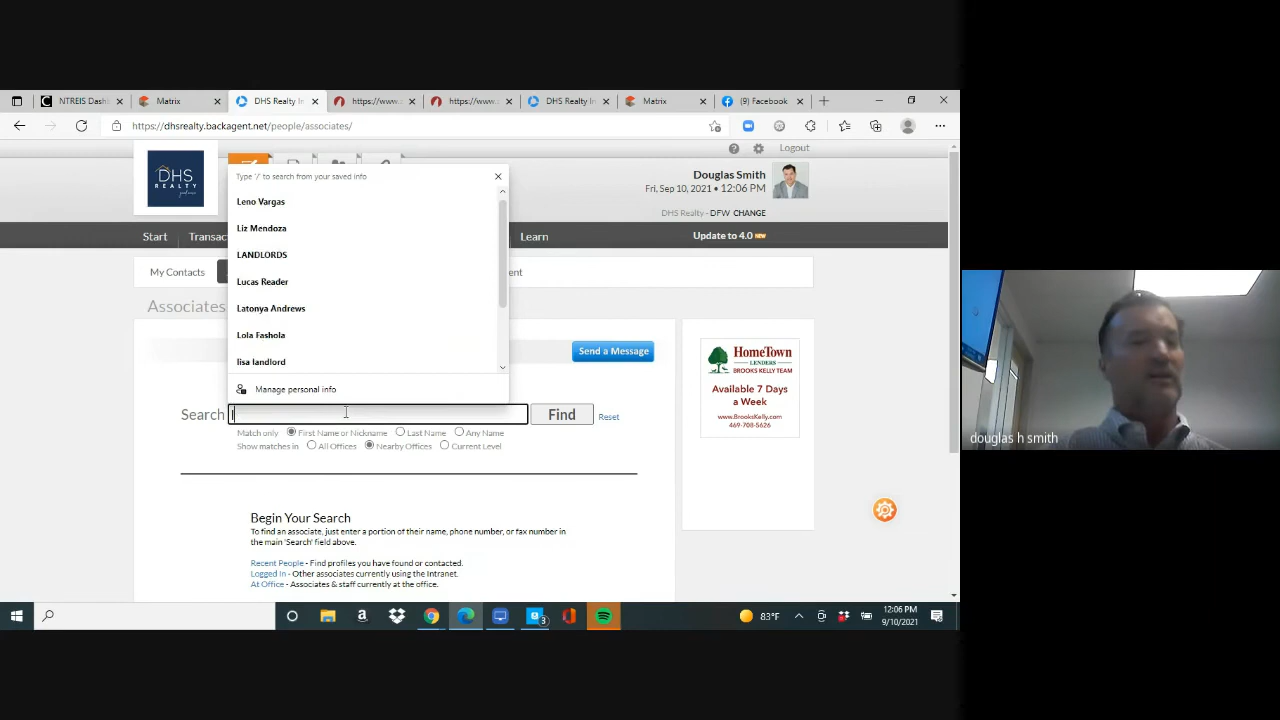 NTREIS Dash
Matrix
DHS Realty In
https://www.c
https://www.c
DHS Realty In
Matrix
(9) Facebook
https://dhsrealty.backagent.net/people/associates/
Logout
DHS
REALTY
Douglas Smith
Fri, Sep 10, 2021 • 12:06 PM
DHS Realty - DFW CHANGE
Start
Transac
Learn
Update to 4.0 NEW
My Contacts
ent
Associates
Send a Message
Type '/' to search from your saved info
Leno Vargas
Liz Mendoza
LANDLORDS
Lucas Reader
Latonya Andrews
Lola Fashola
lisa landlord
Manage personal info
Search
l
Find
Reset
Match only First Name or Nickname Last Name Any Name
Show matches in All Offices Nearby Offices Current Level
HomeTown
LENDERS
BROOKS KELLY TEAM
Available 7 Days
a Week
www.BrooksKelly.com
469-708-5626
Begin Your Search
To find an associate, just enter a portion of their name, phone number, or fax number in
the main 'Search' field above.
Recent People - Find profiles you have found or contacted.
Logged In - Other associates currently using the Intranet.
At Office - Associates & staff currently at the office.
douglas h smith
3
83°F
12:06 PM
9/10/2021